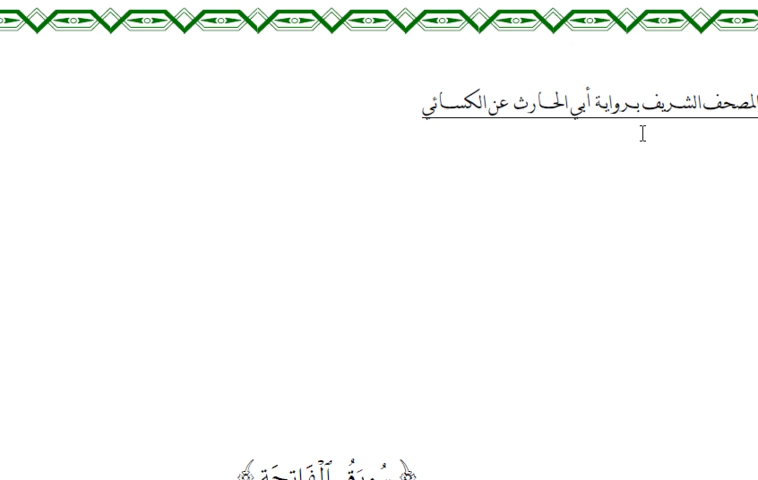 المصحف الشريف برواية أبي الحارث عن الكسائي
﴿ سُورَةُ ٱلْفَاتِحَةِ ﴾